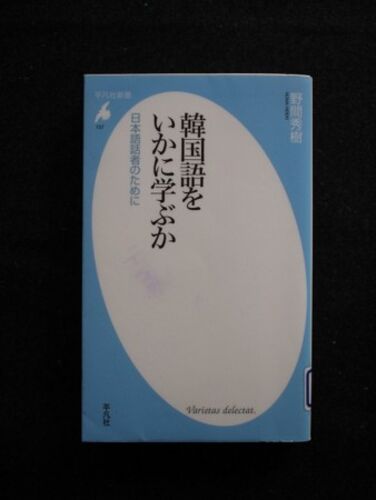 平凡社新書
737
野間秀樹
韓国語を
いかに学ぶか
日本語話者のために
Varietas delectat.
平凡社